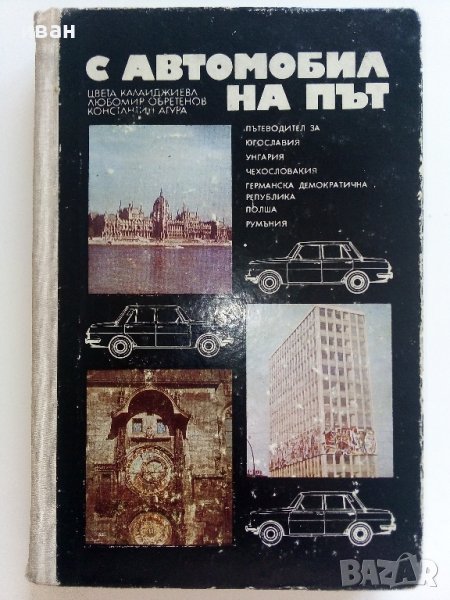 иван
С АВТОМОБИЛ
НА ПЪТ
ЦВЕТА КАЛАИДЖИЕВА
ЛЮБОМИР ОБРЕТЕНОВ
КОНСТАНТИН АГУРА
ПЪТЕВОДИТЕЛ ЗА
ЮГОСЛАВИЯ
УНГАРИЯ
ЧЕХОСЛОВАКИЯ
ГЕРМАНСКА ДЕМОКРАТИЧНА
РЕПУБЛИКА
ПОЛША
РУМЪНИЯ
BAZAR